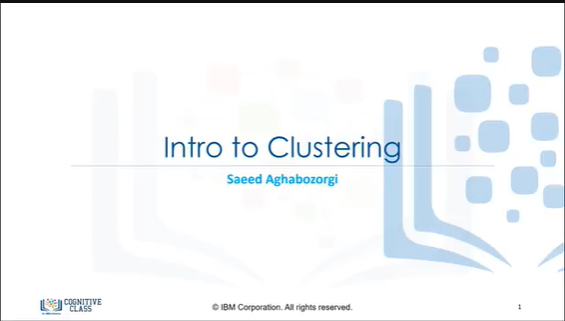 Intro to Clustering
Saeed Aghabozorgi
COGNITIVE
CLASS
© IBM Corporation. All rights reserved.
1